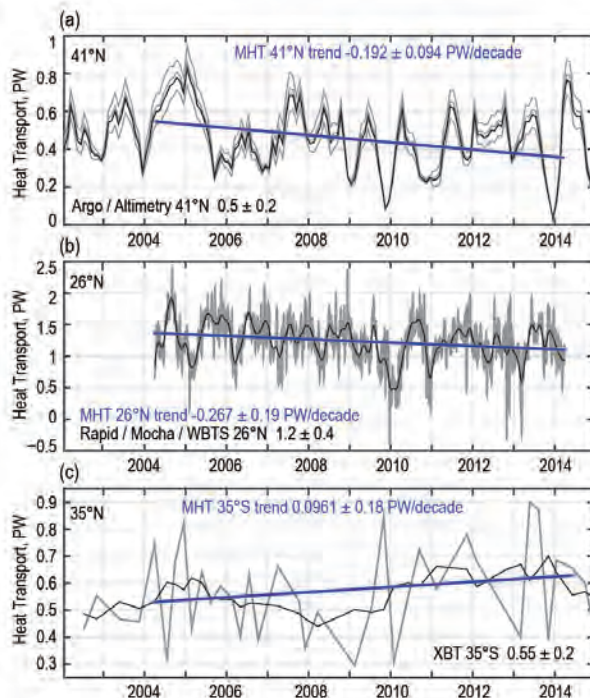 (a)
41°N
MHT 41°N trend -0.192 ± 0.094 PW/decade
Heat Transport, PW
1
0.8
0.6
0.4
0.2
0
Argo / Altimetry 41°N 0.5 ± 0.2
2004 2006 2008 2010 2012 2014
(b)
26°N
Heat Transport, PW
2.5
2
1.5
1
0.5
0
−0.5
MHT 26°N trend -0.267 ± 0.19 PW/decade
Rapid / Mocha / WBTS 26°N 1.2 ± 0.4
2004 2006 2008 2010 2012 2014
(c)
35°N
MHT 35°S trend 0.0961 ± 0.18 PW/decade
Heat Transport, PW
0.9
0.8
0.7
0.6
0.5
0.4
0.3
XBT 35°S 0.55 ± 0.2
2004 2006 2008 2010 2012 2014